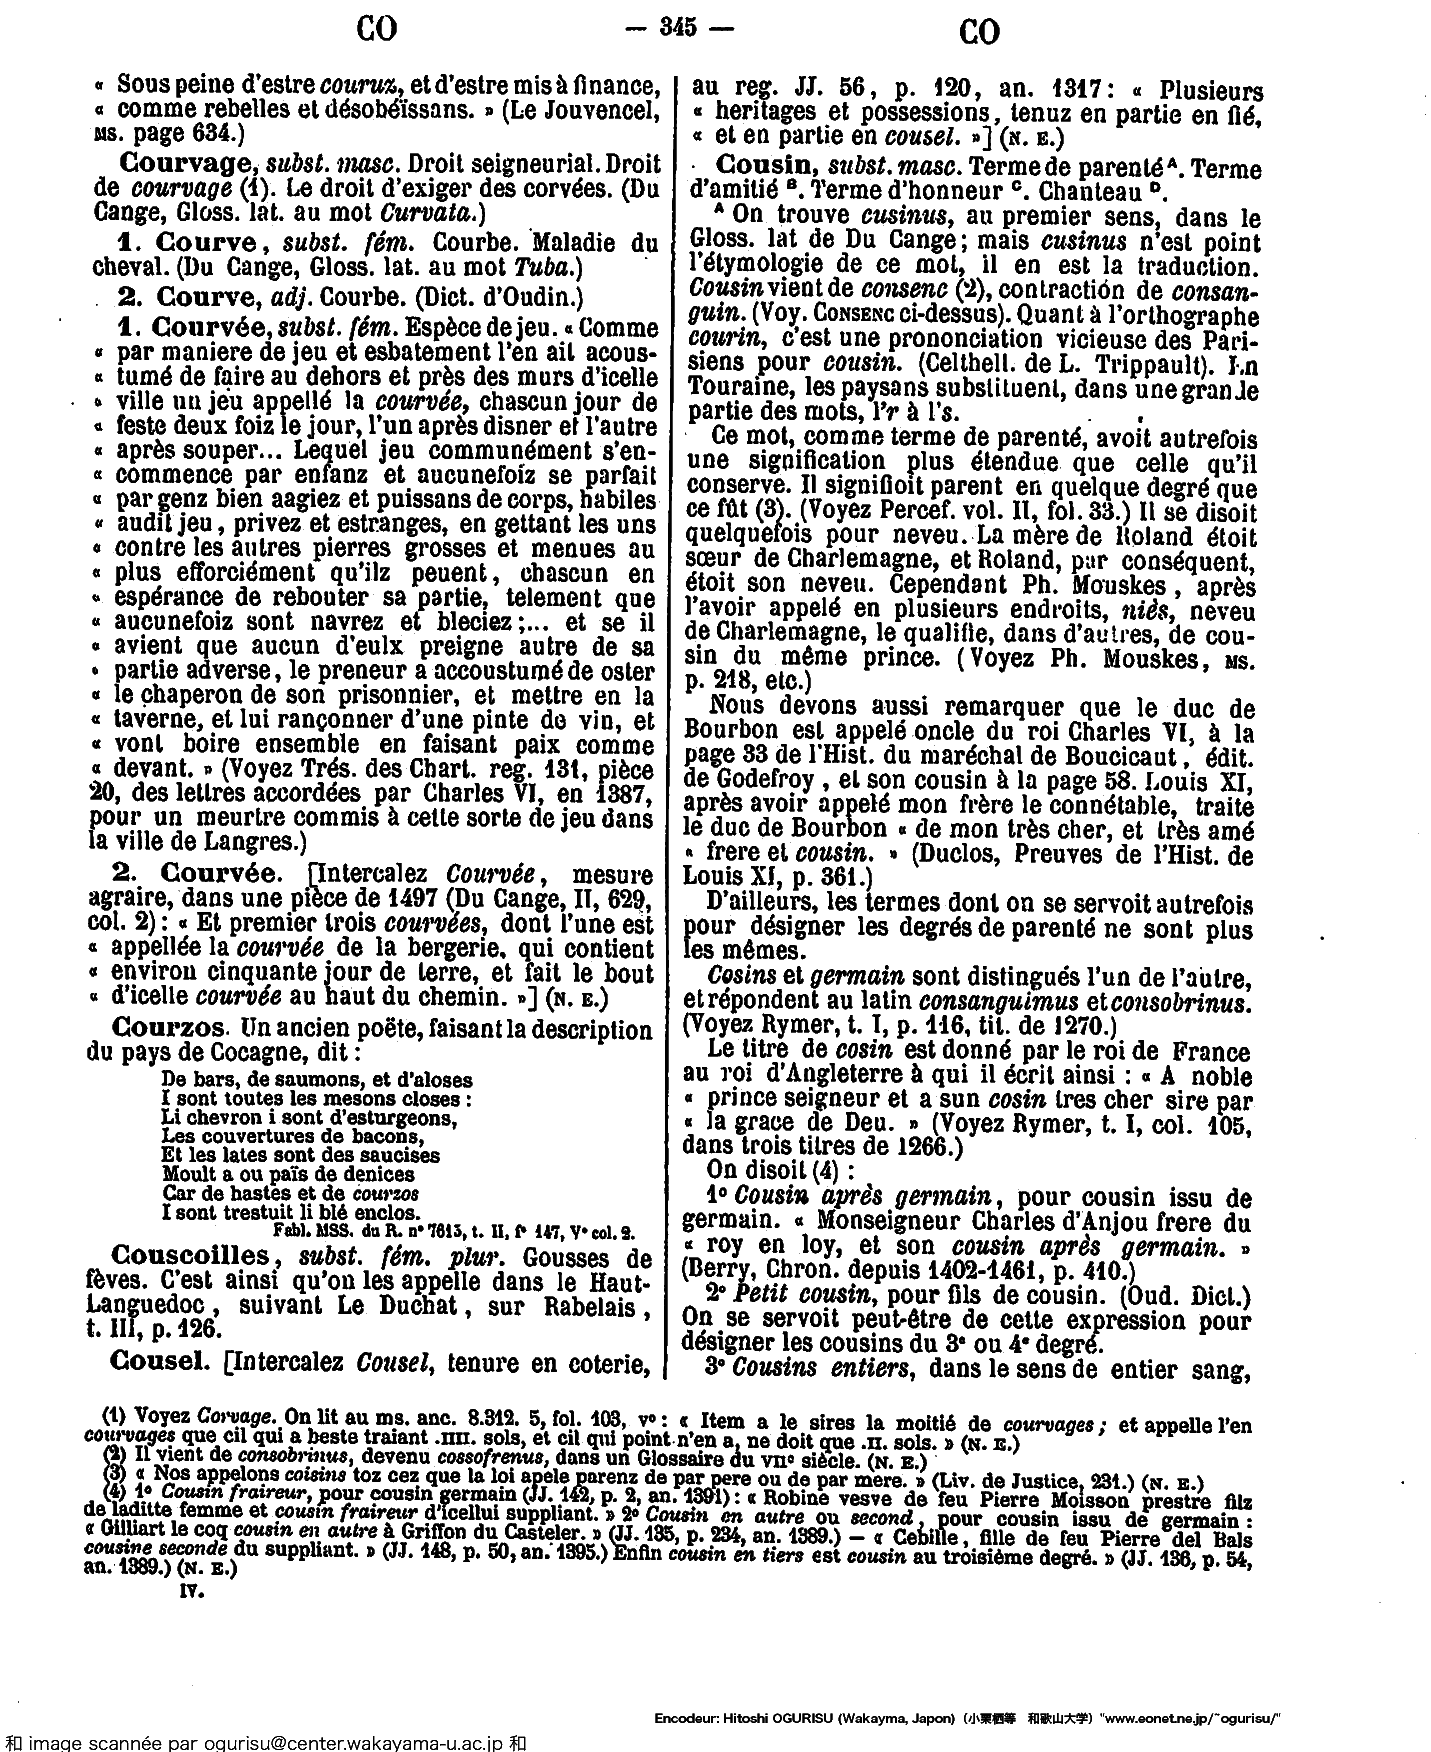 CO — 345 — CO
« Sous peine d'estre couruz, et d'estre mis à finance,
« comme rebelles et désobéïssans. » (Le Jouvencel,
MS. page 634.)
Courvage, subst. masc. Droit seigneurial. Droit
de courvage (1). Le droit d'exiger des corvées. (Du
Cange, Gloss. lat. au mot Curvata.)
1. Courve, subst. fém. Courbe. Maladie du
cheval. (Du Cange, Gloss. lat. au mot Tuba.)
2. Courve, adj. Courbe. (Dict. d'Oudin.)
1. Courvée, subst. fém. Espèce de jeu. « Comme
« par maniere de jeu et esbatement l'en ait acous-
« tumé de faire au dehors et près des murs d'icelle
« ville un jeu appellé la courvée, chascun jour de
« feste deux foiz le jour, l'un après disner et l'autre
« après souper... Lequel jeu communément s'en-
« commence par enfanz et aucunefoiz se parfait
« par genz bien aagiez et puissans de corps, habiles
« audit jeu, privez et estranges, en gettant les uns
« contre les autres pierres grosses et menues au
« plus efforciément qu'ilz peuent, chascun en
« espérance de rebouter sa partie, telement que
« aucunefoiz sont navrez et bleciez ;... et se il
« avient que aucun d'eulx preigne autre de sa
« partie adverse, le preneur a accoustumé de oster
« le chaperon de son prisonnier, et mettre en la
« taverne, et lui rançonner d'une pinte de vin, et
« vont boire ensemble en faisant paix comme
« devant. » (Voyez Trés. des Chart. reg. 131, pièce
20, des lettres accordées par Charles VI, en 1387,
pour un meurtre commis à cette sorte de jeu dans
la ville de Langres.)
2. Courvée. [Intercalez Courvée, mesure
agraire, dans une pièce de 1497 (Du Cange, II, 629,
col. 2) : « Et premier trois courvées, dont l'une est
« appellée la courvée de la bergerie, qui contient
« environ cinquante jour de terre, et fait le bout
« d'icelle courvée au haut du chemin. »] (N. E.)
Courzos. Un ancien poëte, faisant la description
du pays de Cocagne, dit :
De bars, de saumons, et d'aloses
I sont toutes les mesons closes :
Li chevron i sont d'esturgeons,
Les couvertures de bacons,
Et les lates sont des saucises
Moult a ou païs de denices
Car de hastes et de courzos
I sont trestuit li blé enclos.
Fabl. MSS. du R. n° 7615, t. II, f° 147, V° col. 2.
Couscoilles, subst. fém. plur. Gousses de
fèves. C'est ainsi qu'on les appelle dans le Haut-
Languedoc, suivant Le Duchat, sur Rabelais,
t. III, p. 126.
Cousel. [Intercalez Cousel, tenure en coterie,
au reg. JJ. 56, p. 120, an. 1317 : « Plusieurs
« heritages et possessions, tenuz en partie en fié,
« et en partie en cousel. »] (N. E.)
Cousin, subst. masc. Terme de parenté A. Terme
d'amitié B. Terme d'honneur C. Chanteau D.
A On trouve cusinus, au premier sens, dans le
Gloss. lat de Du Cange ; mais cusinus n'est point
l'étymologie de ce mot, il en est la traduction.
Cousin vient de consenc (2), contraction de consan-
guin. (Voy. CONSENC ci-dessus). Quant à l'orthographe
courin, c'est une prononciation vicieuse des Pari-
siens pour cousin. (Celthell. de L. Trippault). En
Touraine, les paysans substituent, dans une grande
partie des mots, l'r à l's.
Ce mot, comme terme de parenté, avoit autrefois
une signification plus étendue que celle qu'il
conserve. Il signifioit parent en quelque degré que
ce fût (3). (Voyez Percef. vol. II, fol. 33.) Il se disoit
quelquefois pour neveu. La mère de Roland étoit
sœur de Charlemagne, et Roland, par conséquent,
étoit son neveu. Cependant Ph. Mouskes, après
l'avoir appelé en plusieurs endroits, niés, neveu
de Charlemagne, le qualifie, dans d'autres, de cou-
sin du même prince. (Voyez Ph. Mouskes, MS.
p. 218, etc.)
Nous devons aussi remarquer que le duc de
Bourbon est appelé oncle du roi Charles VI, à la
page 33 de l'Hist. du maréchal de Boucicaut, édit.
de Godefroy, et son cousin à la page 58. Louis XI,
après avoir appelé mon frère le connétable, traite
le duc de Bourbon « de mon très cher, et très amé
« frere et cousin. » (Duclos, Preuves de l'Hist. de
Louis XI, p. 361.)
D'ailleurs, les termes dont on se servoit autrefois
pour désigner les degrés de parenté ne sont plus
les mêmes.
Cosins et germain sont distingués l'un de l'autre,
et répondent au latin consanguimus et consobrinus.
(Voyez Rymer, t. I, p. 116, tit. de 1270.)
Le titre de cosin est donné par le roi de France
au roi d'Angleterre à qui il écrit ainsi : « A noble
« prince seigneur et a sun cosin tres cher sire par
« la grace de Deu. » (Voyez Rymer, t. I, col. 105,
dans trois titres de 1266.)
On disoit (4) :
1° Cousin après germain, pour cousin issu de
germain. « Monseigneur Charles d'Anjou frere du
« roy en loy, et son cousin après germain. »
(Berry, Chron. depuis 1402-1461, p. 410.)
2° Petit cousin, pour fils de cousin. (Oud. Dict.)
On se servoit peut-être de cette expression pour
désigner les cousins du 3e ou 4e degré.
3° Cousins entiers, dans le sens de entier sang,
(1) Voyez Corvage. On lit au ms. anc. 8.312. 5, fol. 103, v° : « Item a le sires la moitié de courvages ; et appelle l'en
courvages que cil qui a beste traiant .IIII. sols, et cil qui point n'en a, ne doit que .II. sols. » (N. E.)
(2) Il vient de consobrinus, devenu cossofrenus, dans un Glossaire du VIIe siècle. (N. E.)
(3) « Nos appelons coisins toz cez que la loi apele parenz de par pere ou de par mere. » (Liv. de Justice, 231.) (N. E.)
(4) 1° Cousin fraireur, pour cousin germain (JJ. 142, p. 2, an. 1391) : « Robine vesve de feu Pierre Moisson prestre filz
de laditte femme et cousin fraireur d'icellui suppliant. » 2° Cousin en autre ou second, pour cousin issu de germain :
« Gilliart le coq cousin en autre à Griffon du Casteler. » (JJ. 135, p. 234, an. 1389.) — « Cebille, fille de feu Pierre del Bals
cousine seconde du suppliant. » (JJ. 148, p. 50, an. 1395.) Enfin cousin en tiers est cousin au troisième degré. » (JJ. 136, p. 54,
an. 1389.) (N. E.)
IV.
Encodeur: Hitoshi OGURISU (Wakayma, Japon) (小栗栖等 和歌山大学) "www.eonet.ne.jp/~ogurisu/"
和 image scannée par ogurisu@center.wakayama-u.ac.jp 和